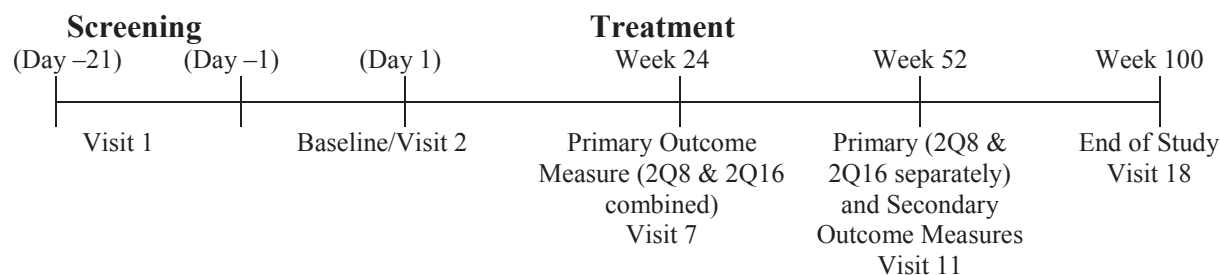 Screening Treatment
(Day –21) (Day –1) (Day 1) Week 24 Week 52 Week 100
Visit 1
Baseline/Visit 2
Primary Outcome
Measure (2Q8 & 2Q16
combined)
Visit 7
Primary (2Q8 &
2Q16 separately)
and Secondary
Outcome Measures
Visit 11
End of Study
Visit 18